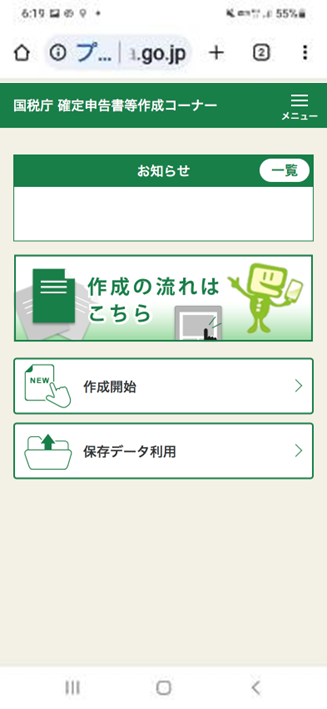 6:19
55%
プ... .go.jp
2
国税庁 確定申告書等作成コーナー
メニュー
お知らせ
一覧
作成の流れは
こちら
NEW
作成開始
保存データ利用